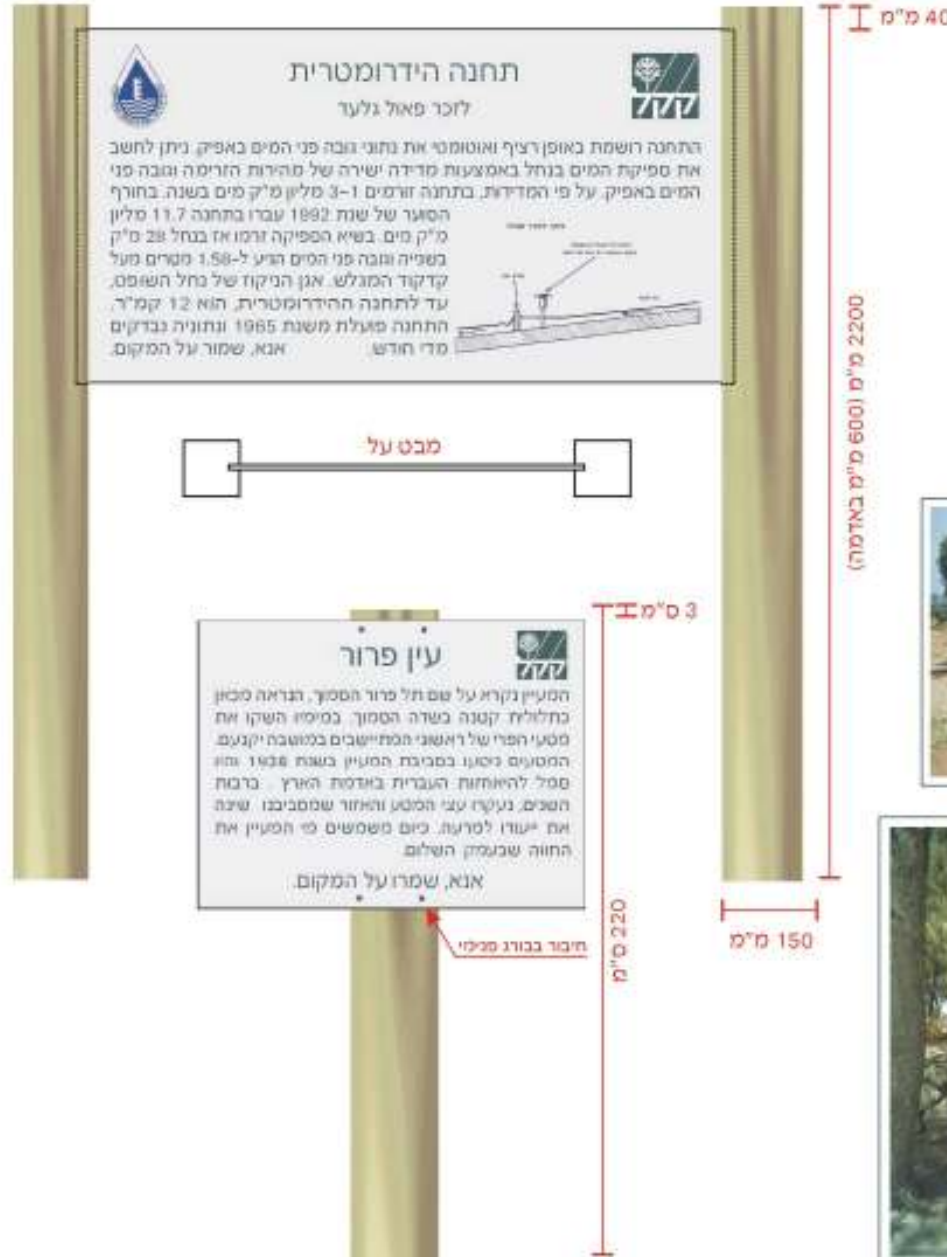 40 מ"מ
קקל
תחנה הידרומטרית
לזכר פאול גלעד
התחנה רושמת באופן רציף ואוטומטי את נתוני גובה פני המים באפיק. ניתן לחשב
את ספיקת המים בנחל באמצעות מדידה ישירה של מהירות הזרימה וגובה פני
המים באפיק. על פי המדידות, בתחנה זורמים 1-3 מליון מ"ק מים בשנה. בחורף
הסוער של שנת 1992 עברו בתחנה 11.7 מליון
מ"ק מים. בשיא הספיקה זרמו אז בנחל 28 מ"ק
בשנייה וגובה פני המים הגיע ל-1.58 מטרים מעל
קדקוד המגלש. אגן הניקוז של נחל השופט,
עד לתחנה ההידרומטרית, הוא 12 קמ"ר.
התחנה פועלת משנת 1965 ונתוניה נבדקים
מדי חודש. אנא, שמור על המקום.
2200 מ"מ (600 מ"מ באדמה)
מבט על
3 ס"מ
קקל
עין פרור
המעיין נקרא על שם תל פרור הסמוך, הנראה מכאן
כתלולית קטנה בשדה הסמוך. במימיו השקו את
מטעי הפרי של ראשוני המתיישבים במושבה יקנעם.
המטעים ניטעו בסביבת המעיין בשנת 1936 והיו
סמל להיאחזות העברית באדמת הארץ. ברבות
השנים, נעקרו עצי המטע והאזור שמסביבנו שינה
את ייעודו למרעה. כיום משמשים מי המעיין את
החווה שבעמק השלום.
אנא, שמרו על המקום.
חיבור בבורג פנימי
220 ס"מ
150 מ"מ